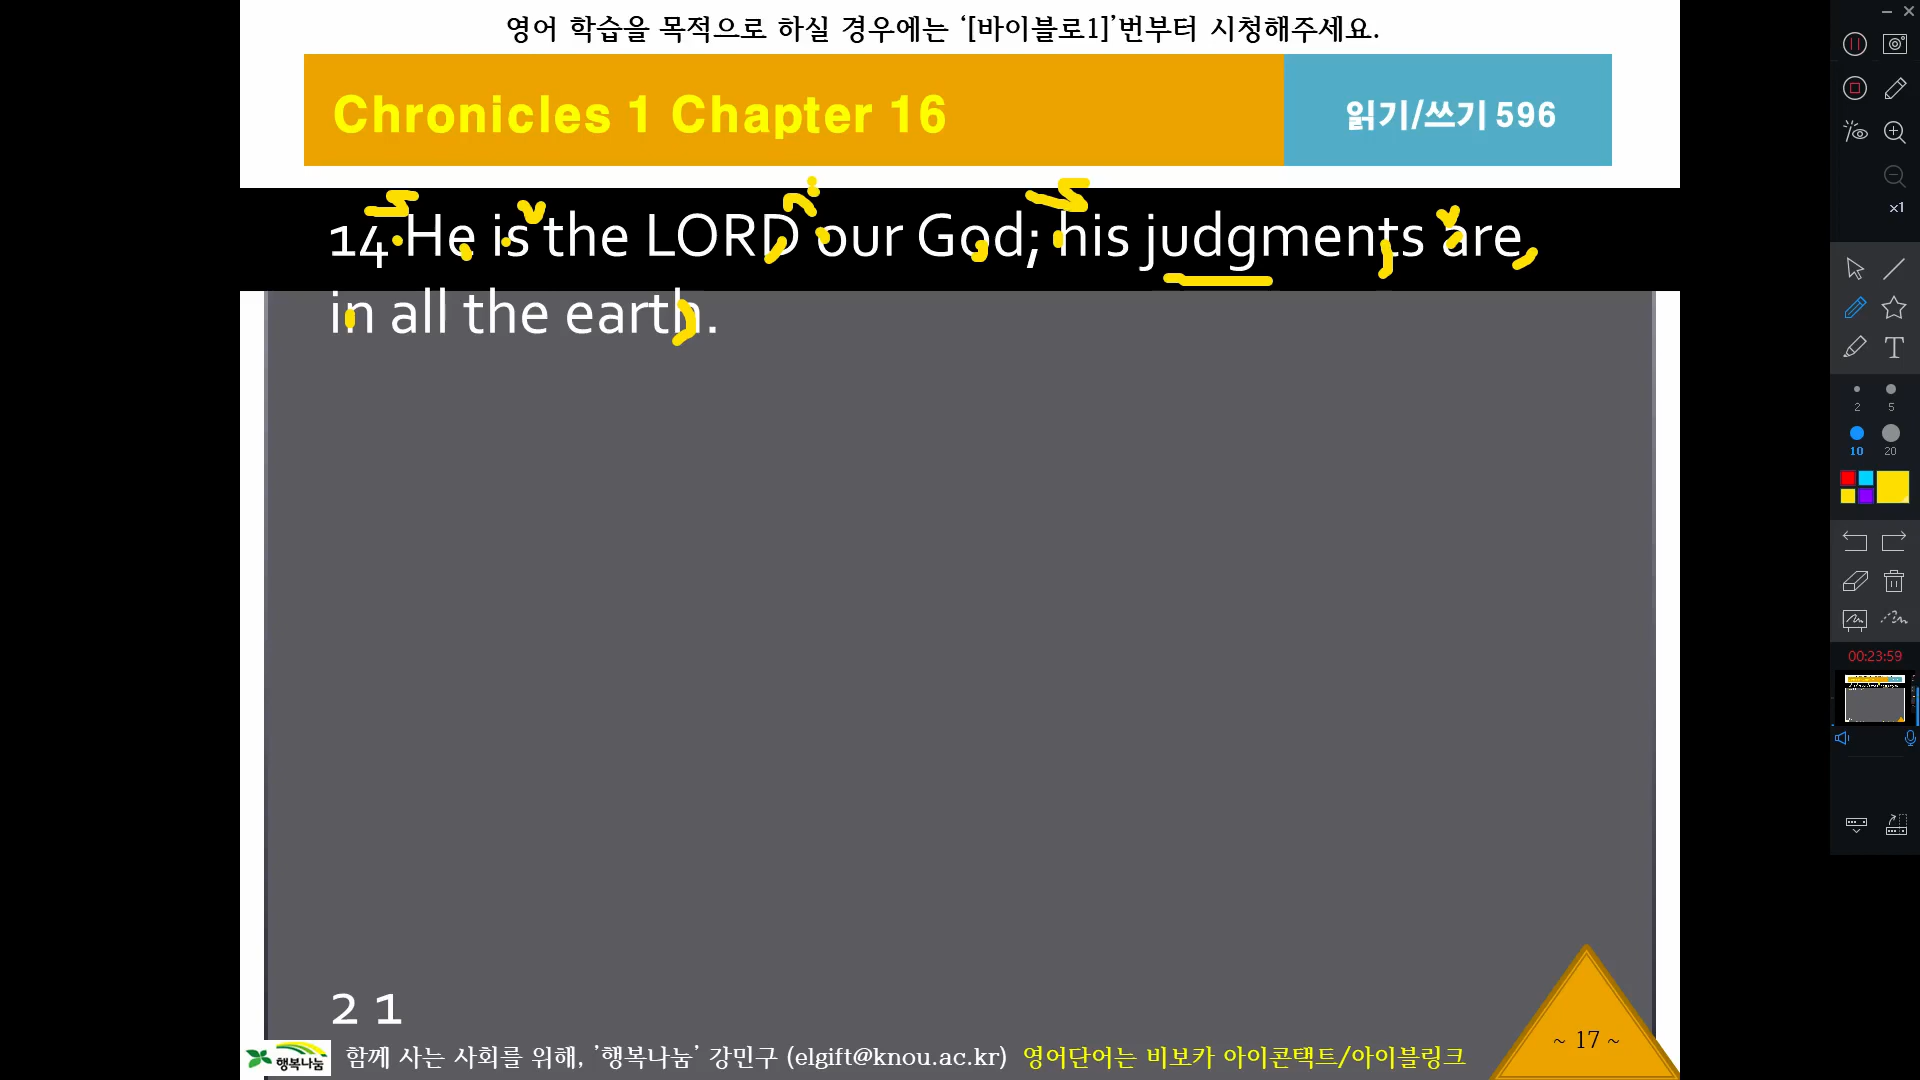 영어 학습을 목적으로 하실 경우에는 ‘[바이블로1]’번부터 시청해주세요.
Chronicles 1 Chapter 16
읽기/쓰기 596
14 He is the LORD our God; his judgments are
in all the earth.
2 1
행복나눔
함께 사는 사회를 위해, ’행복나눔’ 강민구 (elgift@knou.ac.kr) 영어단어는 비보카 아이콘택트/아이블링크
~ 17 ~
x1
T
2 5
10 20
00:23:59